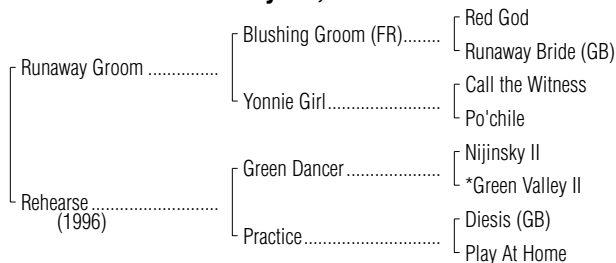 Red God
Blushing Groom (FR)........
Runaway Bride (GB)
Runaway Groom ...............
Call the Witness
Yonnie Girl........................
Po'chile
Nijinsky II
Green Dancer....................
*Green Valley II
Rehearse...........................
(1996)
Diesis (GB)
Practice.............................
Play At Home